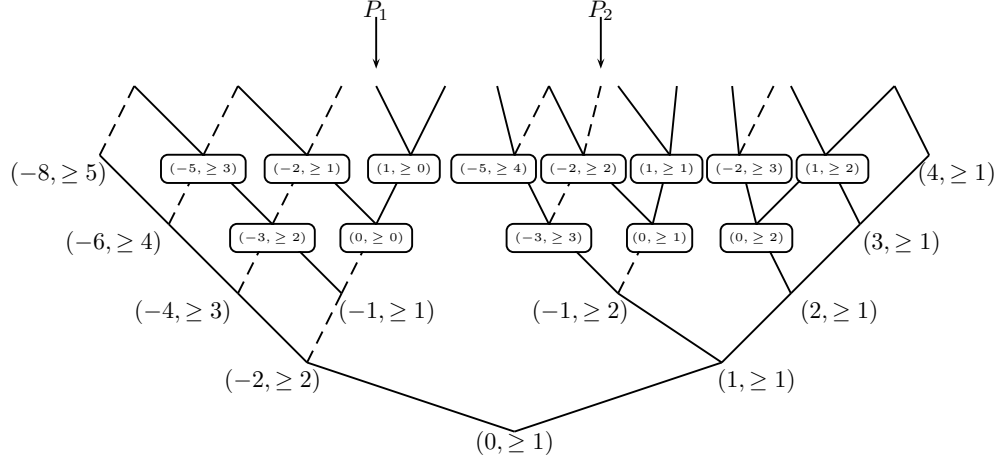 P₁ P₂
(−8, ≥ 5) (−5, ≥ 3) (−2, ≥ 1) (1, ≥ 0) (−5, ≥ 4) (−2, ≥ 2) (1, ≥ 1) (−2, ≥ 3) (1, ≥ 2) (4, ≥ 1)
(−6, ≥ 4) (−3, ≥ 2) (0, ≥ 0) (−3, ≥ 3) (0, ≥ 1) (0, ≥ 2) (3, ≥ 1)
(−4, ≥ 3) (−1, ≥ 1) (−1, ≥ 2) (2, ≥ 1)
(−2, ≥ 2) (1, ≥ 1)
(0, ≥ 1)